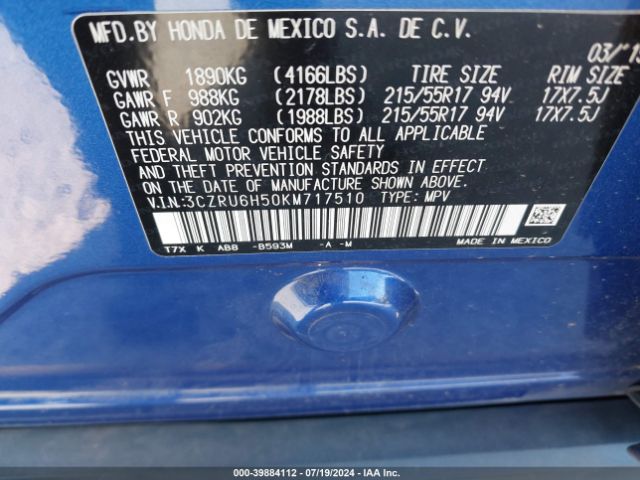 MFD.BY HONDA DE MEXICO S.A. DE C.V.
03/'19
GVWR 1890KG (4166LBS) TIRE SIZE RIM SIZE
GAWR F 988KG (2178LBS) 215/55R17 94V 17X7.5J
GAWR R 902KG (1988LBS) 215/55R17 94V 17X7.5J
THIS VEHICLE CONFORMS TO ALL APPLICABLE
FEDERAL MOTOR VEHICLE SAFETY
AND THEFT PREVENTION STANDARDS IN EFFECT
ON THE DATE OF MANUFACTURE SHOWN ABOVE.
V.I.N:3CZRU6H50KM717510 TYPE: MPV
T7X K AB8 -B593M -A -M
MADE IN MEXICO
000-39884112 - 07/19/2024 - IAA Inc.